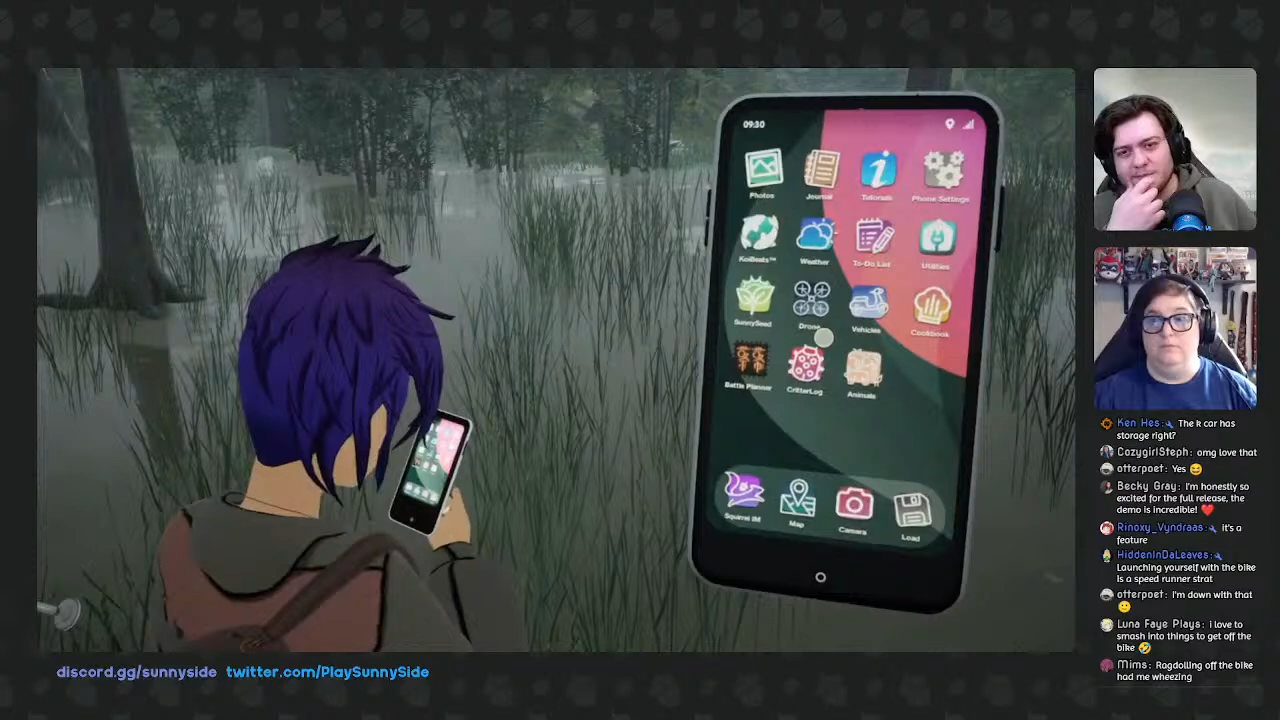 09:30
Photos
Journal
Tutorials
Phone Settings
KoiBeats™
Weather
To-Do List
Utilities
SunnySeed
Drone
Vehicles
Cookbook
Battle Planner
CritterLog
Animals
Squirrel IM
Map
Camera
Load
Ken Hes: The k car has
storage right?
CozygirlSteph: omg love that
otterpoet: Yes 😆
Becky Gray: I'm honestly so
excited for the full release, the
demo is incredible! ❤️
Rinoxy_Vyndraas: it's a
feature
HiddenInDaLeaves:
Launching yourself with the bike
is a speed runner strat
otterpoet: I'm down with that
🙂
Luna Faye Plays: I love to
smash into things to get off the
bike 🤣
Mims: Ragdolling off the bike
had me wheezing
discord.gg/sunnyside twitter.com/PlaySunnySide